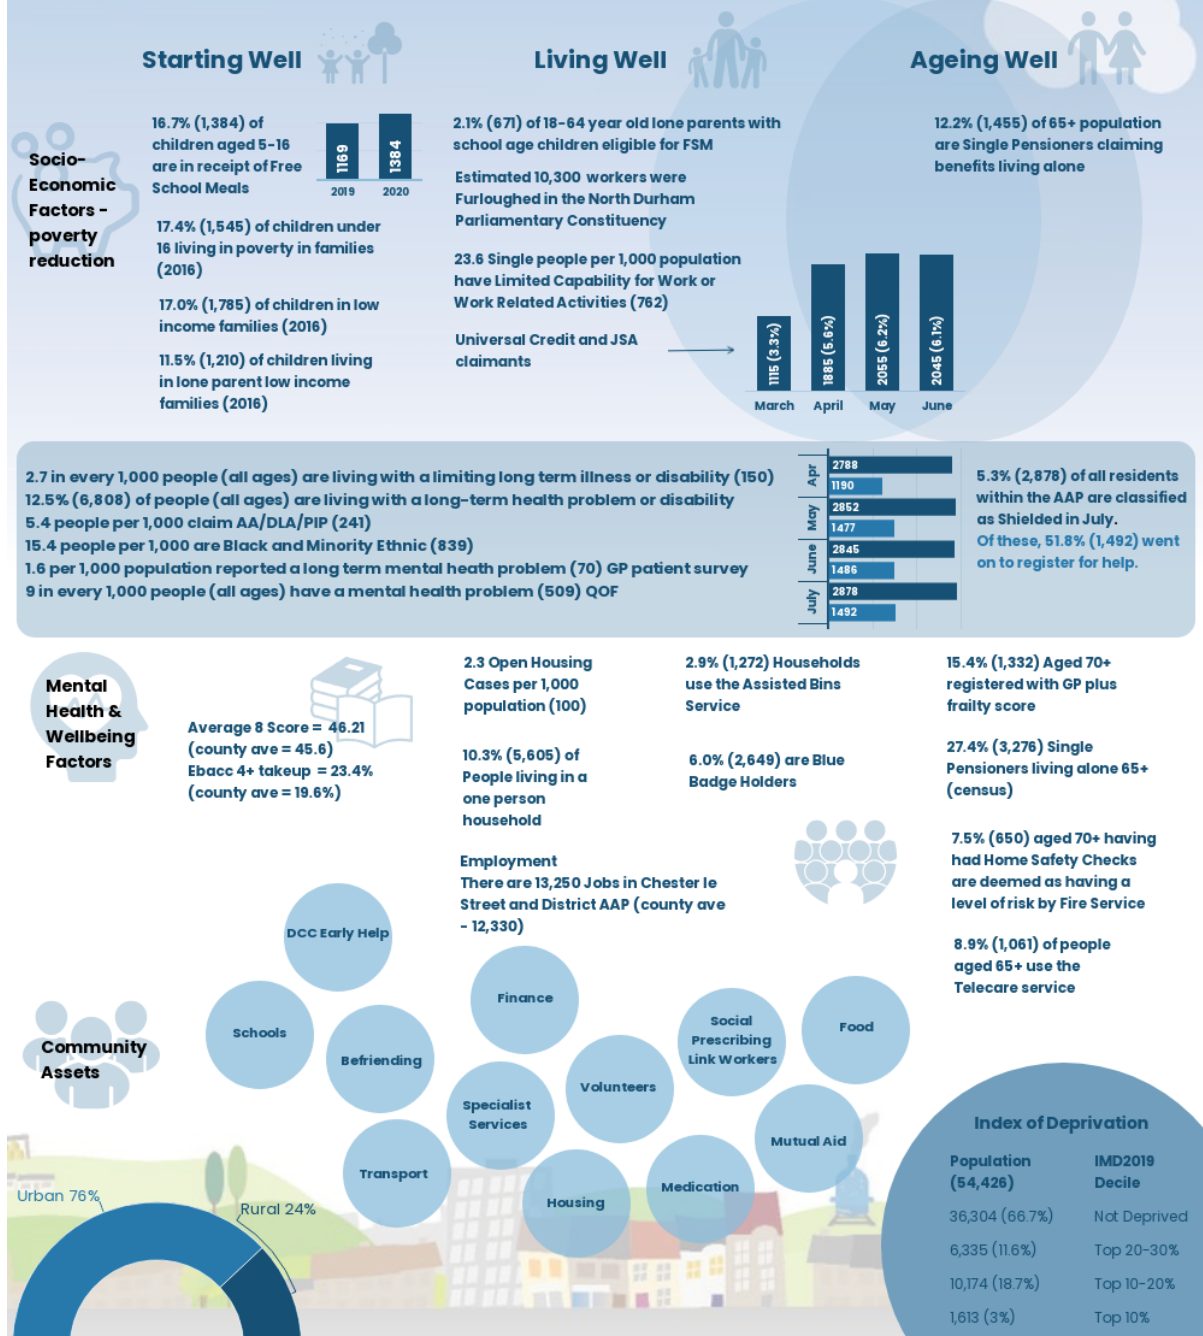 Starting Well
Living Well
Ageing Well
Socio-
Economic
Factors -
poverty
reduction
16.7% (1,384) of
children aged 5-16
are in receipt of Free
School Meals
1169
1384
2019
2020
17.4% (1,545) of children under
16 living in poverty in families
(2016)
17.0% (1,785) of children in low
income families (2016)
11.5% (1,210) of children living
in lone parent low income
families (2016)
2.1% (671) of 18-64 year old lone parents with
school age children eligible for FSM
Estimated 10,300 workers were
Furloughed in the North Durham
Parliamentary Constituency
23.6 Single people per 1,000 population
have Limited Capability for Work or
Work Related Activities (762)
Universal Credit and JSA
claimants
1115 (3.3%)
1885 (5.6%)
2055 (6.2%)
2045 (6.1%)
March
April
May
June
12.2% (1,455) of 65+ population
are Single Pensioners claiming
benefits living alone
2.7 in every 1,000 people (all ages) are living with a limiting long term illness or disability (150)
12.5% (6,808) of people (all ages) are living with a long-term health problem or disability
5.4 people per 1,000 claim AA/DLA/PIP (241)
15.4 people per 1,000 are Black and Minority Ethnic (839)
1.6 per 1,000 population reported a long term mental heath problem (70) GP patient survey
9 in every 1,000 people (all ages) have a mental health problem (509) QOF
Apr
2788
1190
May
2852
1477
June
2845
1486
July
2878
1492
5.3% (2,878) of all residents
within the AAP are classified
as Shielded in July.
Of these, 51.8% (1,492) went
on to register for help.
Mental
Health &
Wellbeing
Factors
Average 8 Score = 46.21
(county ave = 45.6)
Ebacc 4+ takeup = 23.4%
(county ave = 19.6%)
2.3 Open Housing
Cases per 1,000
population (100)
10.3% (5,605) of
People living in a
one person
household
Employment
There are 13,250 Jobs in Chester le
Street and District AAP (county ave
- 12,330)
2.9% (1,272) Households
use the Assisted Bins
Service
6.0% (2,649) are Blue
Badge Holders
15.4% (1,332) Aged 70+
registered with GP plus
frailty score
27.4% (3,276) Single
Pensioners living alone 65+
(census)
7.5% (650) aged 70+ having
had Home Safety Checks
are deemed as having a
level of risk by Fire Service
8.9% (1,061) of people
aged 65+ use the
Telecare service
Community
Assets
DCC Early Help
Schools
Befriending
Finance
Specialist
Services
Volunteers
Social
Prescribing
Link Workers
Food
Transport
Housing
Medication
Mutual Aid
Urban 76%
Rural 24%
Index of Deprivation
Population
(54,426)
IMD2019
Decile
36,304 (66.7%)
Not Deprived
6,335 (11.6%)
Top 20-30%
10,174 (18.7%)
Top 10-20%
1,613 (3%)
Top 10%